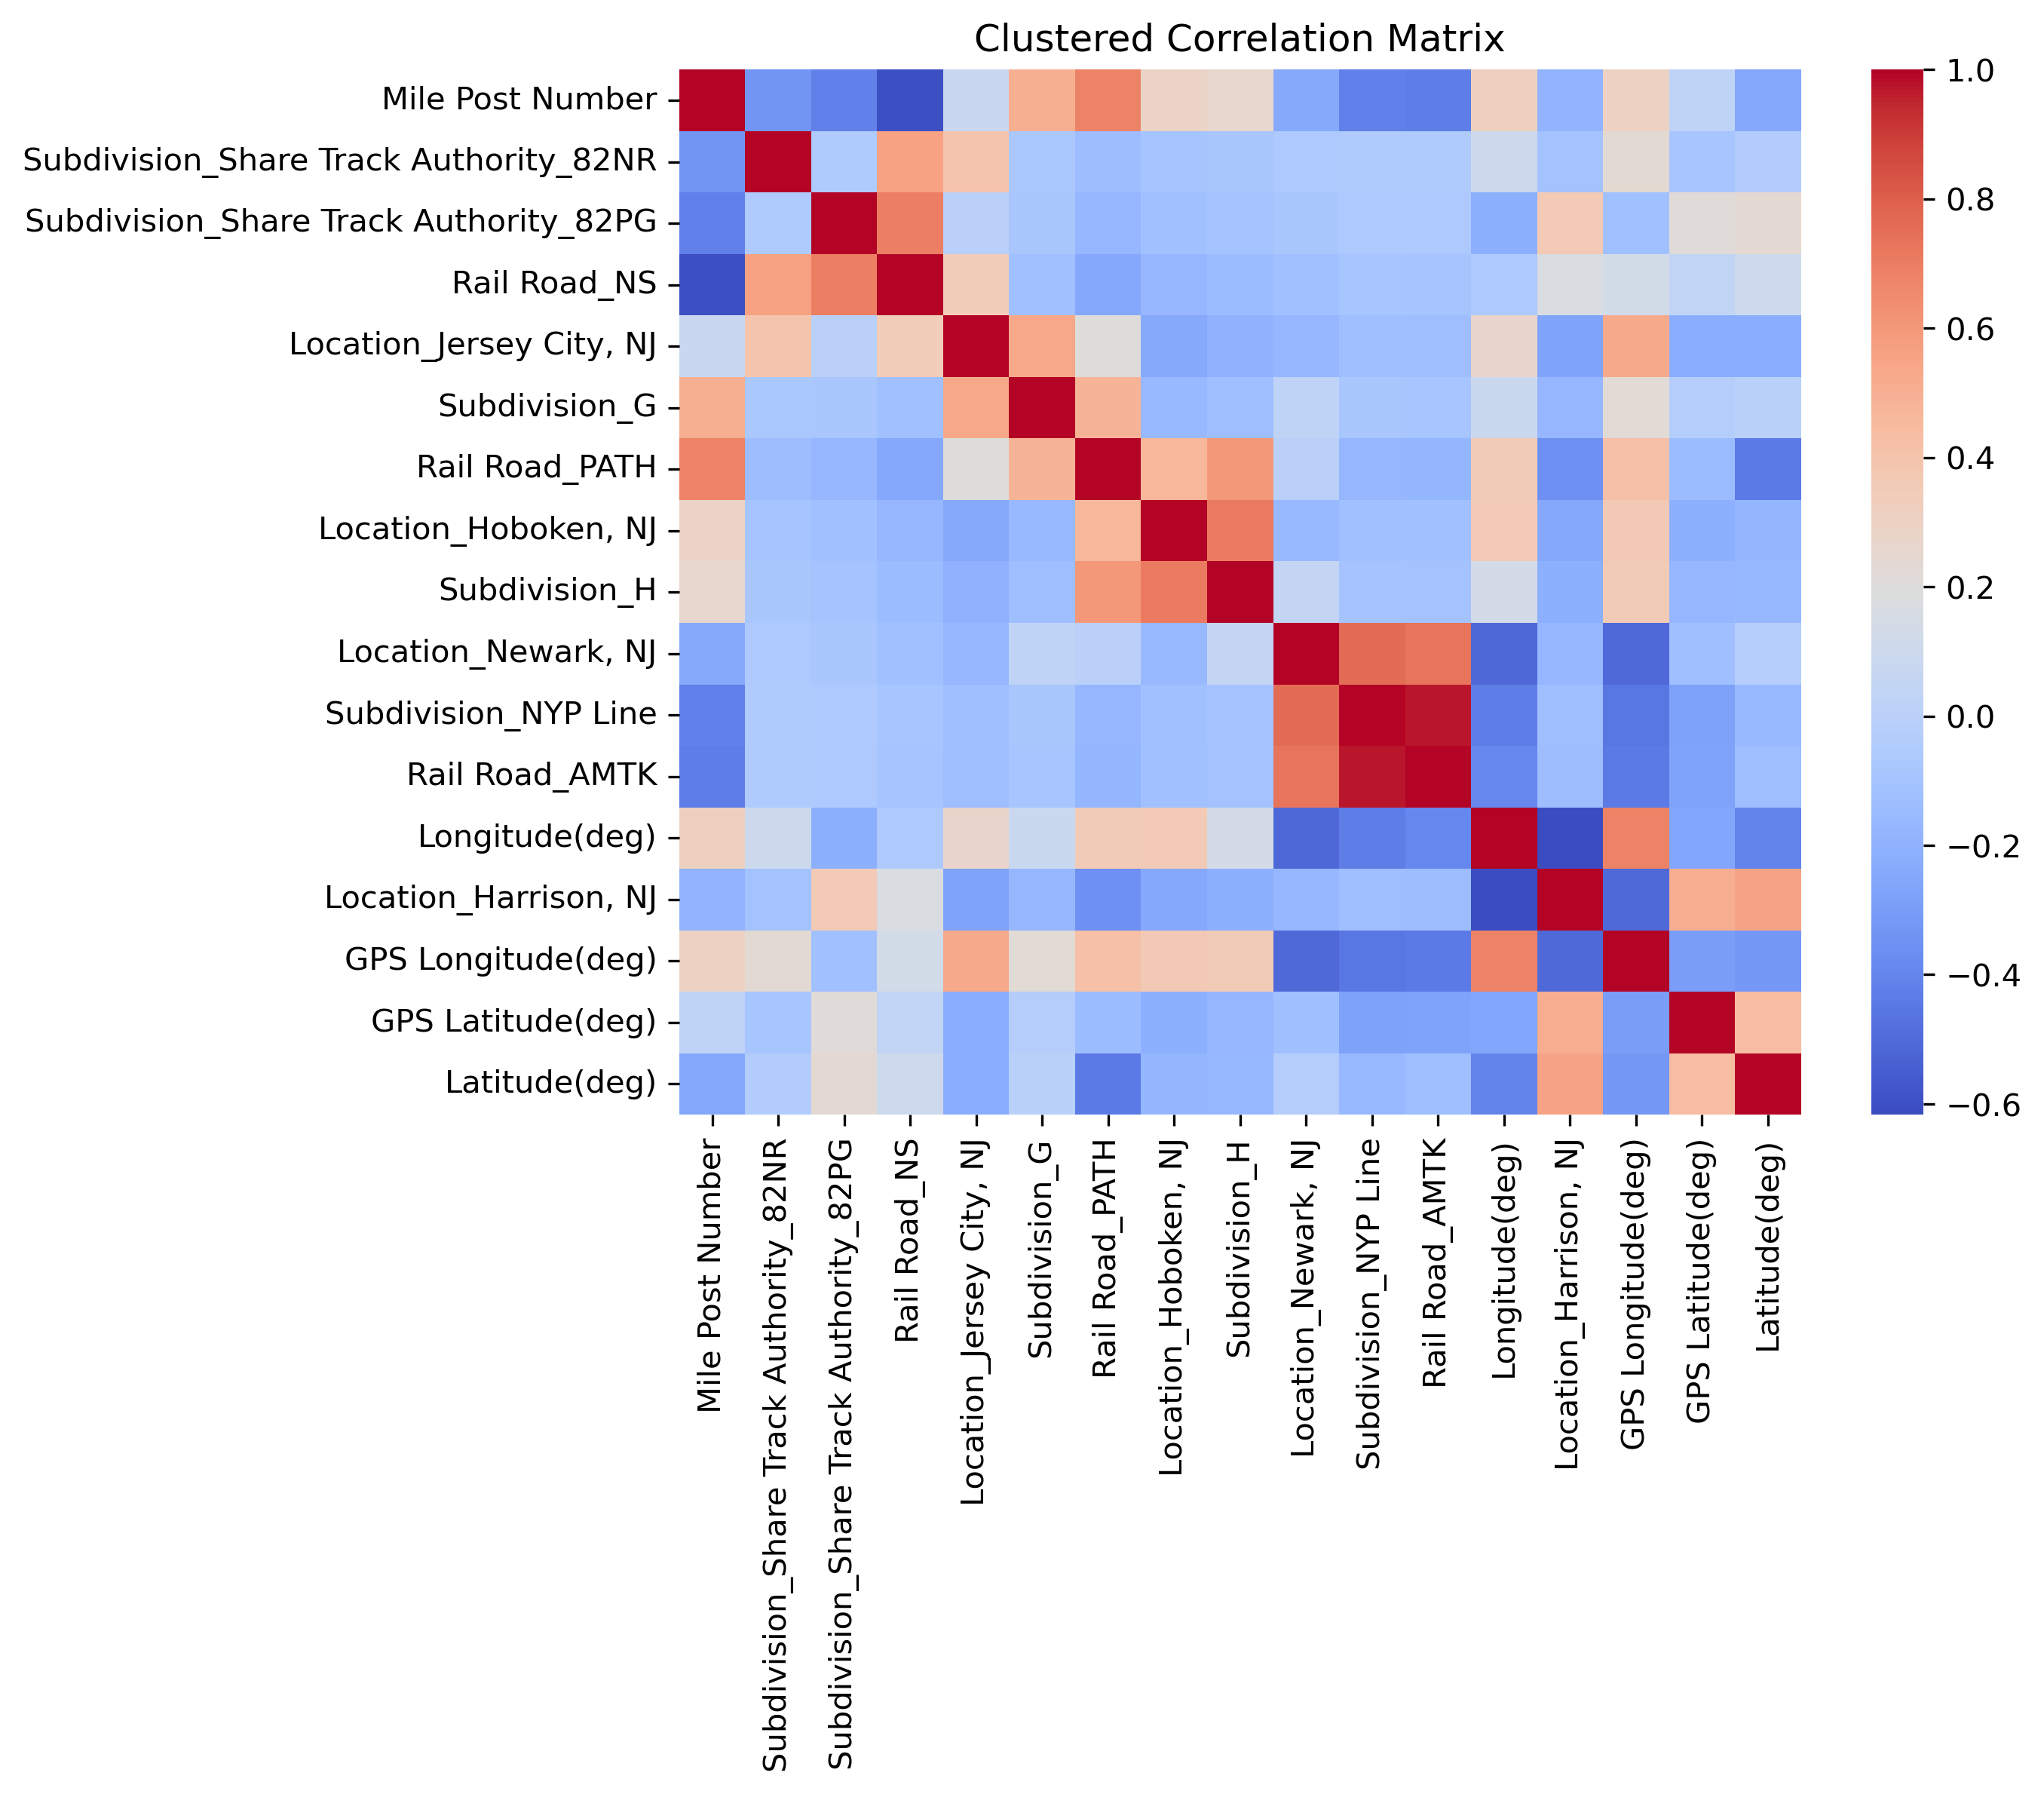 Clustered Correlation Matrix
Mile Post Number
Subdivision_Share Track Authority_82NR
Subdivision_Share Track Authority_82PG
Rail Road_NS
Location_Jersey City, NJ
Subdivision_G
Rail Road_PATH
Location_Hoboken, NJ
Subdivision_H
Location_Newark, NJ
Subdivision_NYP Line
Rail Road_AMTK
Longitude(deg)
Location_Harrison, NJ
GPS Longitude(deg)
GPS Latitude(deg)
Latitude(deg)
Mile Post Number
Subdivision_Share Track Authority_82NR
Subdivision_Share Track Authority_82PG
Rail Road_NS
Location_Jersey City, NJ
Subdivision_G
Rail Road_PATH
Location_Hoboken, NJ
Subdivision_H
Location_Newark, NJ
Subdivision_NYP Line
Rail Road_AMTK
Longitude(deg)
Location_Harrison, NJ
GPS Longitude(deg)
GPS Latitude(deg)
Latitude(deg)
1.0
0.8
0.6
0.4
0.2
0.0
−0.2
−0.4
−0.6